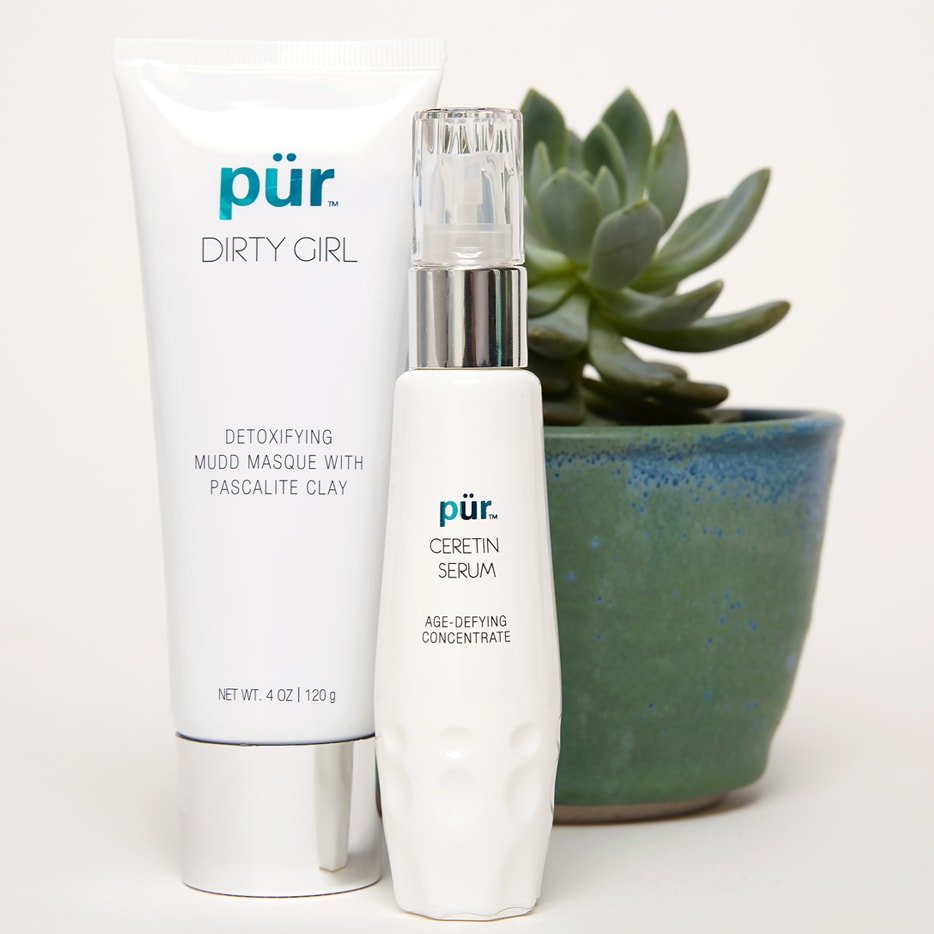 pür™
DIRTY GIRL
DETOXIFYING
MUDD MASQUE WITH
PASCALITE CLAY
NET WT. 4 OZ | 120 g
pür™
CERETIN
SERUM
AGE-DEFYING
CONCENTRATE